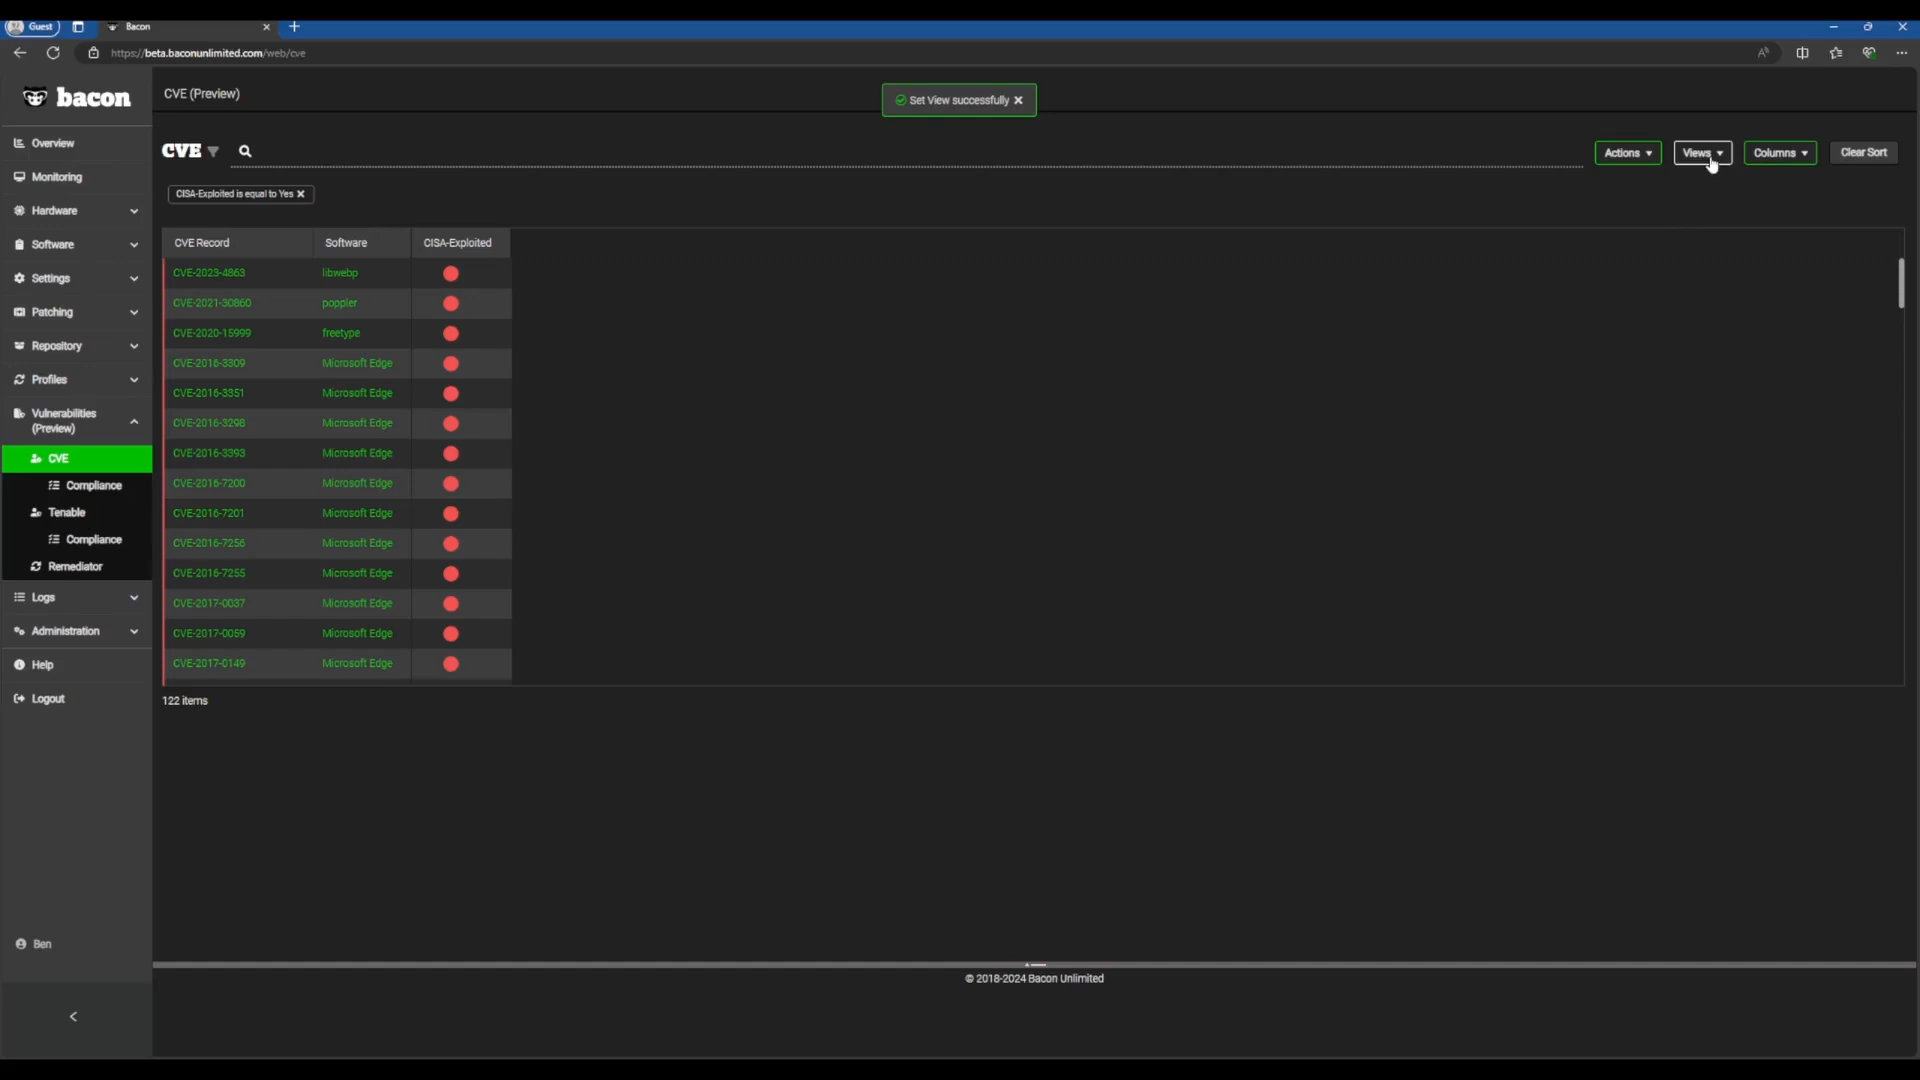 Guest
Bacon
https://beta.baconunlimited.com/web/cve
bacon
CVE (Preview)
Set View successfully
Overview
Monitoring
Hardware
Software
Settings
Patching
Repository
Profiles
Vulnerabilities
(Preview)
CVE
Compliance
Tenable
Compliance
Remediator
Logs
Administration
Help
Logout
Ben
CVE
Actions
Views
Columns
Clear Sort
CISA-Exploited is equal to Yes
CVE Record Software CISA-Exploited
CVE-2023-4863 libwebp
CVE-2021-30860 poppler
CVE-2020-15999 freetype
CVE-2016-3309 Microsoft Edge
CVE-2016-3351 Microsoft Edge
CVE-2016-3298 Microsoft Edge
CVE-2016-3393 Microsoft Edge
CVE-2016-7200 Microsoft Edge
CVE-2016-7201 Microsoft Edge
CVE-2016-7256 Microsoft Edge
CVE-2016-7255 Microsoft Edge
CVE-2017-0037 Microsoft Edge
CVE-2017-0059 Microsoft Edge
CVE-2017-0149 Microsoft Edge
122 items
© 2018-2024 Bacon Unlimited